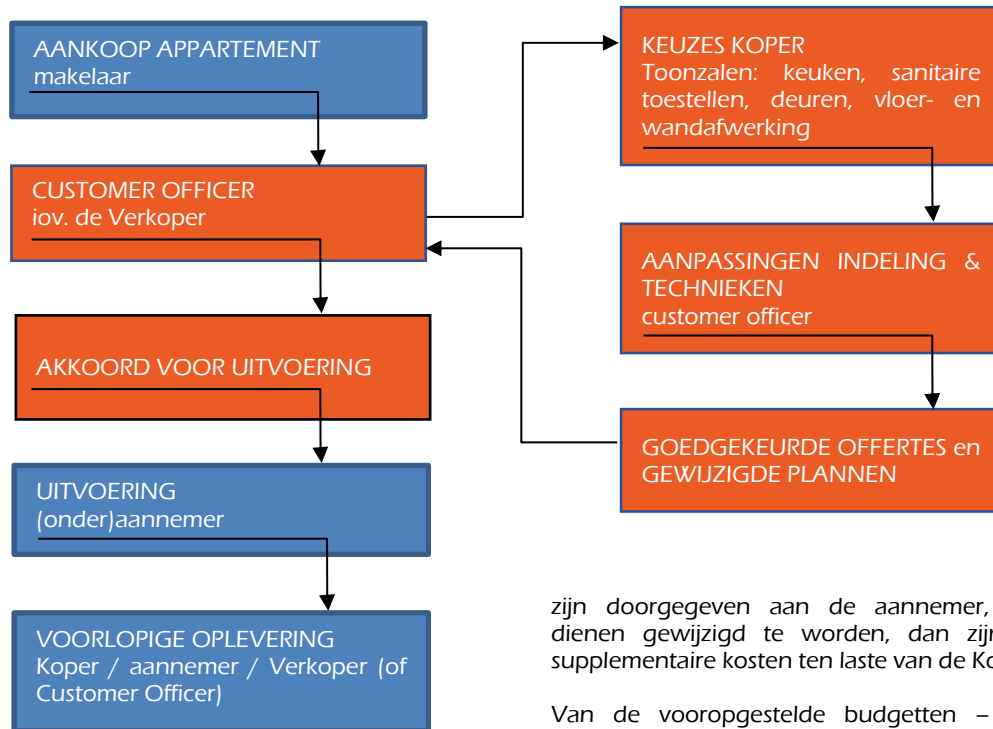 AANKOOP APPARTEMENT
makelaar
CUSTOMER OFFICER
iov. de Verkoper
AKKOORD VOOR UITVOERING
UITVOERING
(onder)aannemer
VOORLOPIGE OPLEVERING
Koper / aannemer / Verkoper (of
Customer Officer)
KEUZES KOPER
Toonzalen: keuken, sanitaire
toestellen, deuren, vloer- en
wandafwerking
AANPASSINGEN INDELING &
TECHNIEKEN
customer officer
GOEDGEKEURDE OFFERTES en
GEWIJZIGDE PLANNEN
zijn doorgegeven aan de aannemer,
dienen gewijzigd te worden, dan zijn
supplementaire kosten ten laste van de
Van de vooropgestelde budgetten –